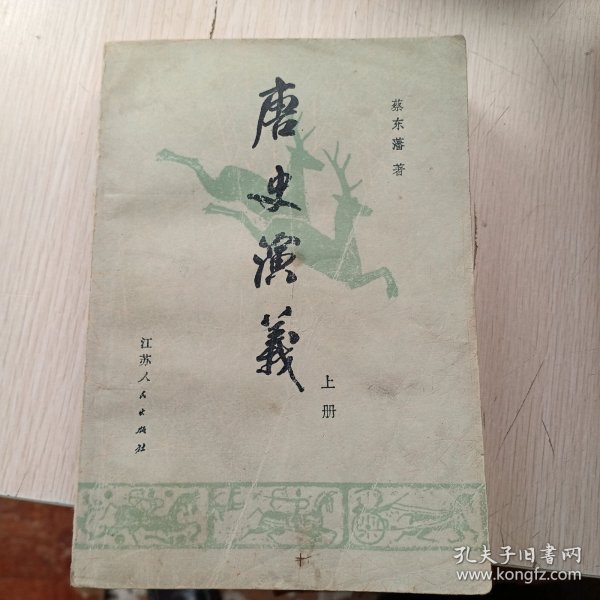 蔡东藩著
唐史演義
上册
江苏人民出版社
孔夫子旧书网
www.kongfz.com